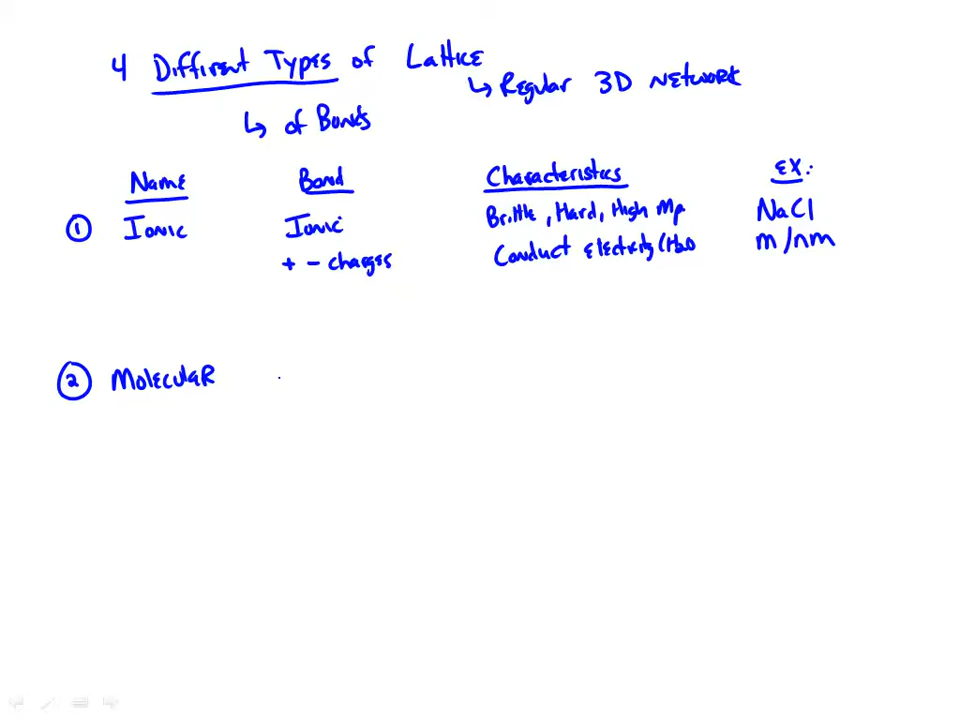 4 Different Types of Lattice
↳ Regular 3D Network
↳ of Bonds
Name Bond Characteristics EX:
① Ionic Ionic Brittle, Hard, High Mp NaCl
+ - charges Conduct Electricity (H2O m/nm
② Molecular